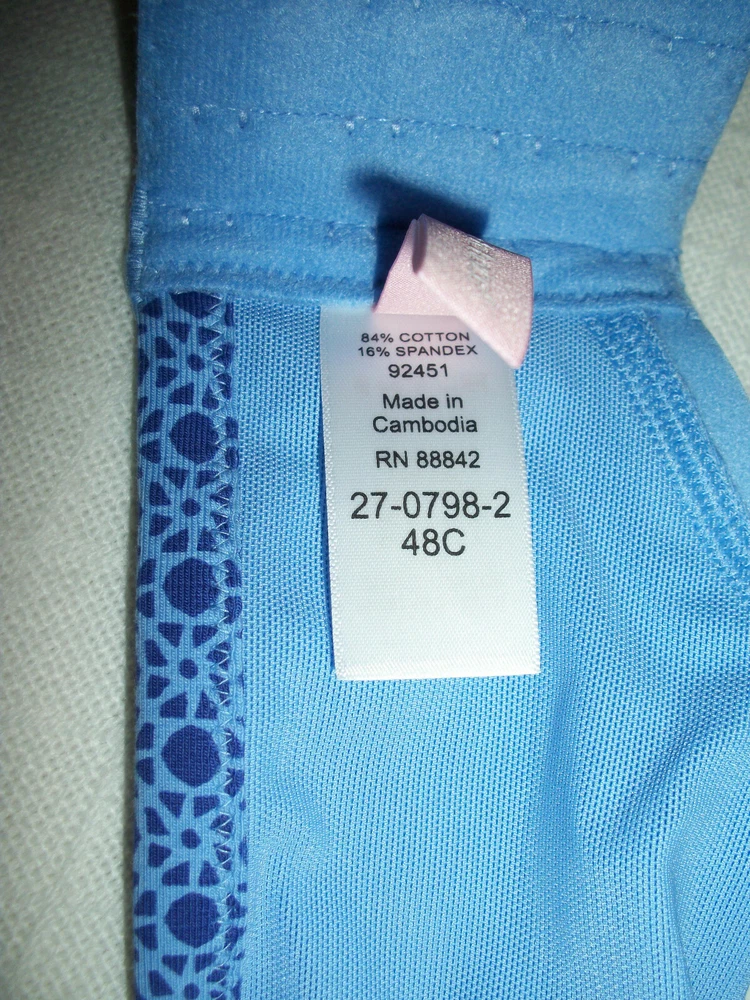 84% COTTON
16% SPANDEX
92451
Made in
Cambodia
RN 88842
27-0798-2
48C